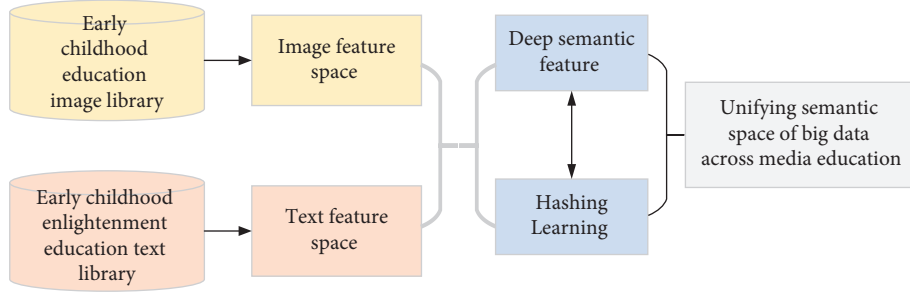 Early
childhood
education
image library
Image feature
space
Deep semantic
feature
Unifying semantic
space of big data
across media education
Early childhood
enlightenment
education text
library
Text feature
space
Hashing
Learning